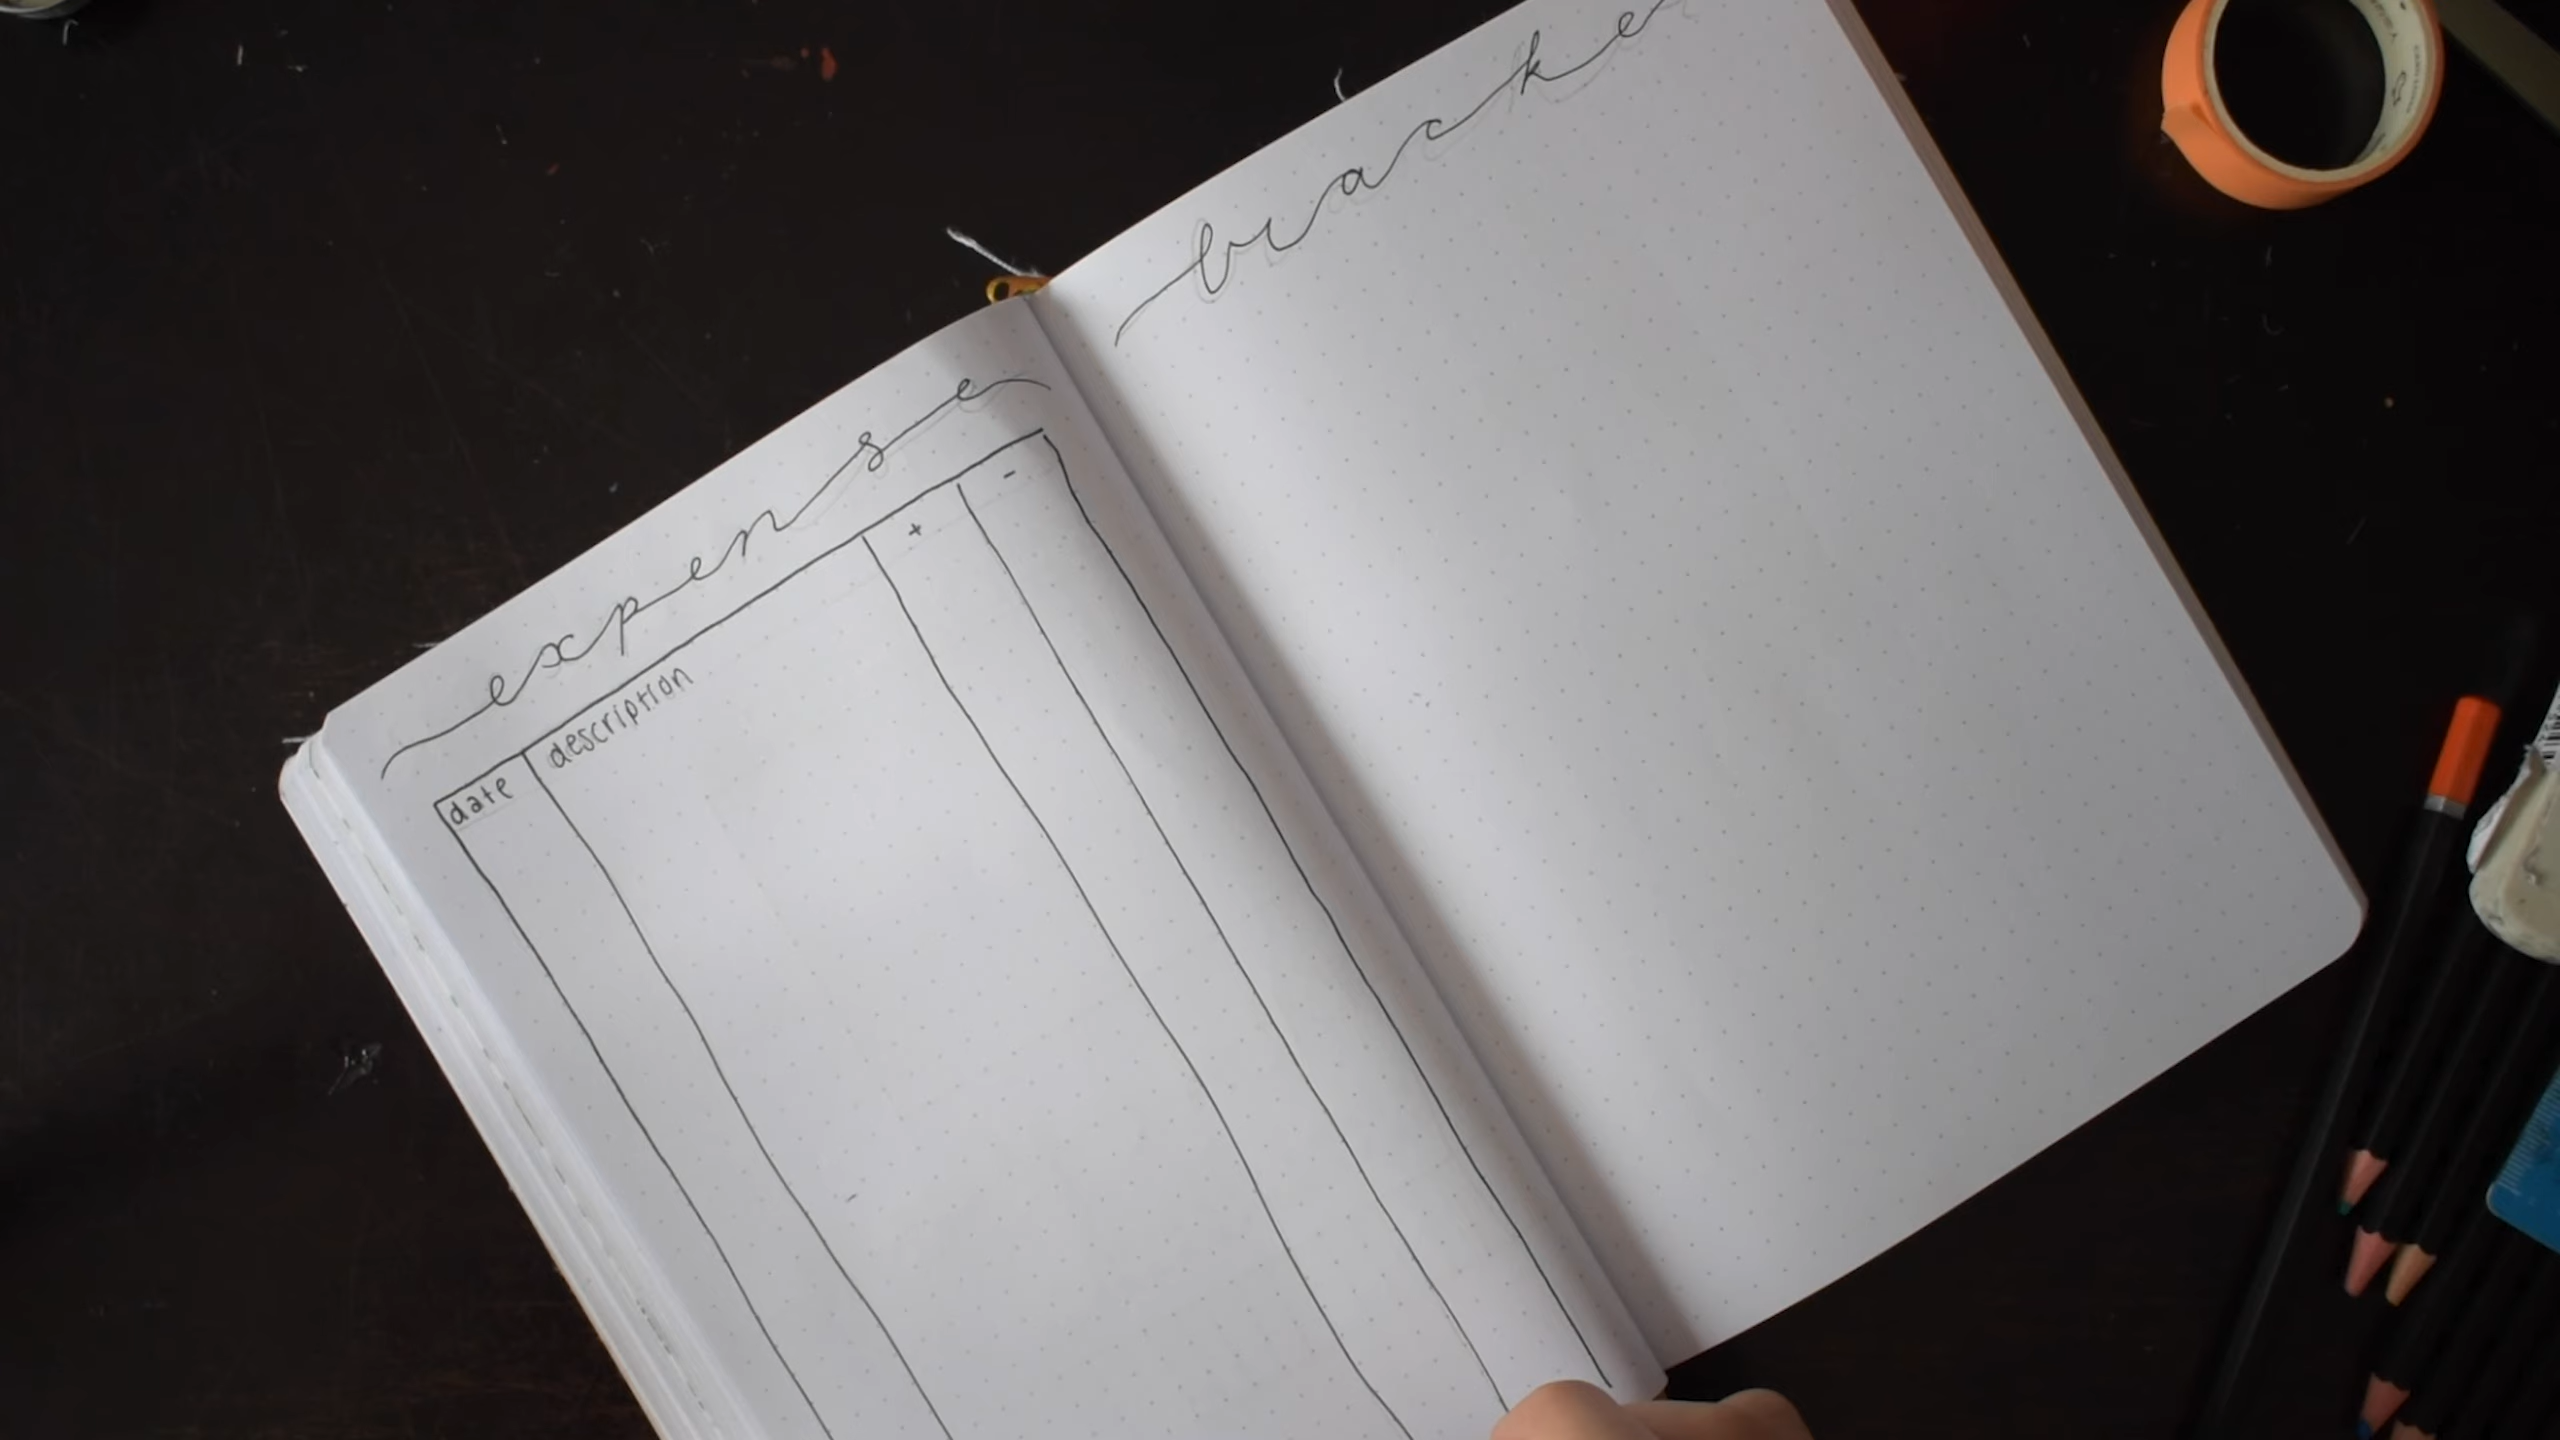 expense
tracker
date description + -